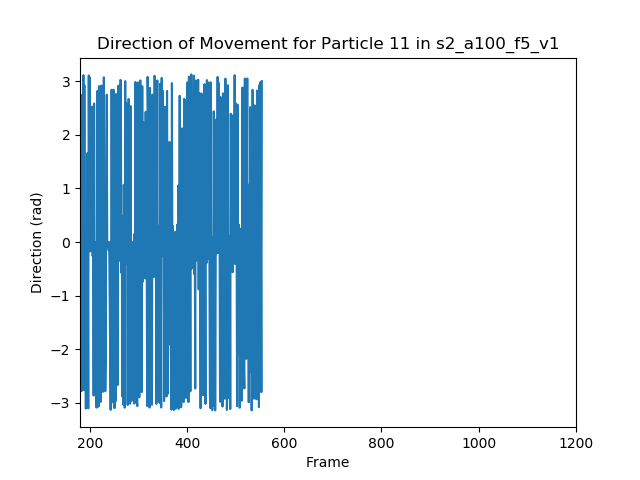 Direction of Movement for Particle 11 in s2_a100_f5_v1
Direction (rad)
3
2
1
0
−1
−2
−3
200 400 600 800 1000 1200
Frame